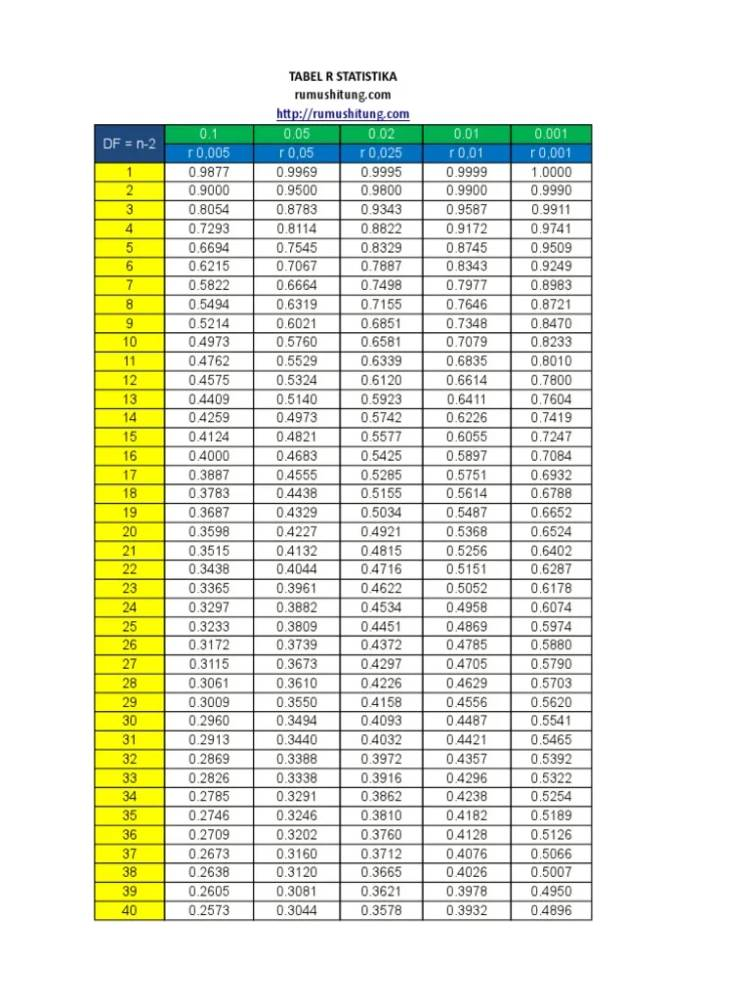 TABEL R STATISTIKA
rumushitung.com
http://rumushitung.com
DF = n-2 0.1 0.05 0.02 0.01 0.001
r 0,005 r 0,05 r 0,025 r 0,01 r 0,001
1 0.9877 0.9969 0.9995 0.9999 1.0000
2 0.9000 0.9500 0.9800 0.9900 0.9990
3 0.8054 0.8783 0.9343 0.9587 0.9911
4 0.7293 0.8114 0.8822 0.9172 0.9741
5 0.6694 0.7545 0.8329 0.8745 0.9509
6 0.6215 0.7067 0.7887 0.8343 0.9249
7 0.5822 0.6664 0.7498 0.7977 0.8983
8 0.5494 0.6319 0.7155 0.7646 0.8721
9 0.5214 0.6021 0.6851 0.7348 0.8470
10 0.4973 0.5760 0.6581 0.7079 0.8233
11 0.4762 0.5529 0.6339 0.6835 0.8010
12 0.4575 0.5324 0.6120 0.6614 0.7800
13 0.4409 0.5140 0.5923 0.6411 0.7604
14 0.4259 0.4973 0.5742 0.6226 0.7419
15 0.4124 0.4821 0.5577 0.6055 0.7247
16 0.4000 0.4683 0.5425 0.5897 0.7084
17 0.3887 0.4555 0.5285 0.5751 0.6932
18 0.3783 0.4438 0.5155 0.5614 0.6788
19 0.3687 0.4329 0.5034 0.5487 0.6652
20 0.3598 0.4227 0.4921 0.5368 0.6524
21 0.3515 0.4132 0.4815 0.5256 0.6402
22 0.3438 0.4044 0.4716 0.5151 0.6287
23 0.3365 0.3961 0.4622 0.5052 0.6178
24 0.3297 0.3882 0.4534 0.4958 0.6074
25 0.3233 0.3809 0.4451 0.4869 0.5974
26 0.3172 0.3739 0.4372 0.4785 0.5880
27 0.3115 0.3673 0.4297 0.4705 0.5790
28 0.3061 0.3610 0.4226 0.4629 0.5703
29 0.3009 0.3550 0.4158 0.4556 0.5620
30 0.2960 0.3494 0.4093 0.4487 0.5541
31 0.2913 0.3440 0.4032 0.4421 0.5465
32 0.2869 0.3388 0.3972 0.4357 0.5392
33 0.2826 0.3338 0.3916 0.4296 0.5322
34 0.2785 0.3291 0.3862 0.4238 0.5254
35 0.2746 0.3246 0.3810 0.4182 0.5189
36 0.2709 0.3202 0.3760 0.4128 0.5126
37 0.2673 0.3160 0.3712 0.4076 0.5066
38 0.2638 0.3120 0.3665 0.4026 0.5007
39 0.2605 0.3081 0.3621 0.3978 0.4950
40 0.2573 0.3044 0.3578 0.3932 0.4896